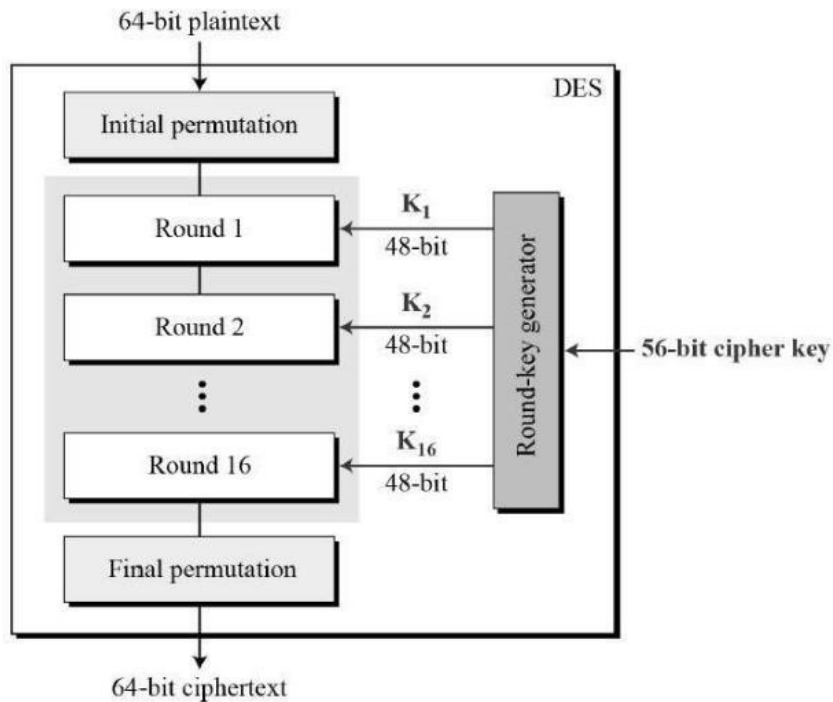 64-bit plaintext
DES
Initial permutation
Round 1
K1
48-bit
Round 2
K2
48-bit
Round-key generator
56-bit cipher key
Round 16
K16
48-bit
Final permutation
64-bit ciphertext